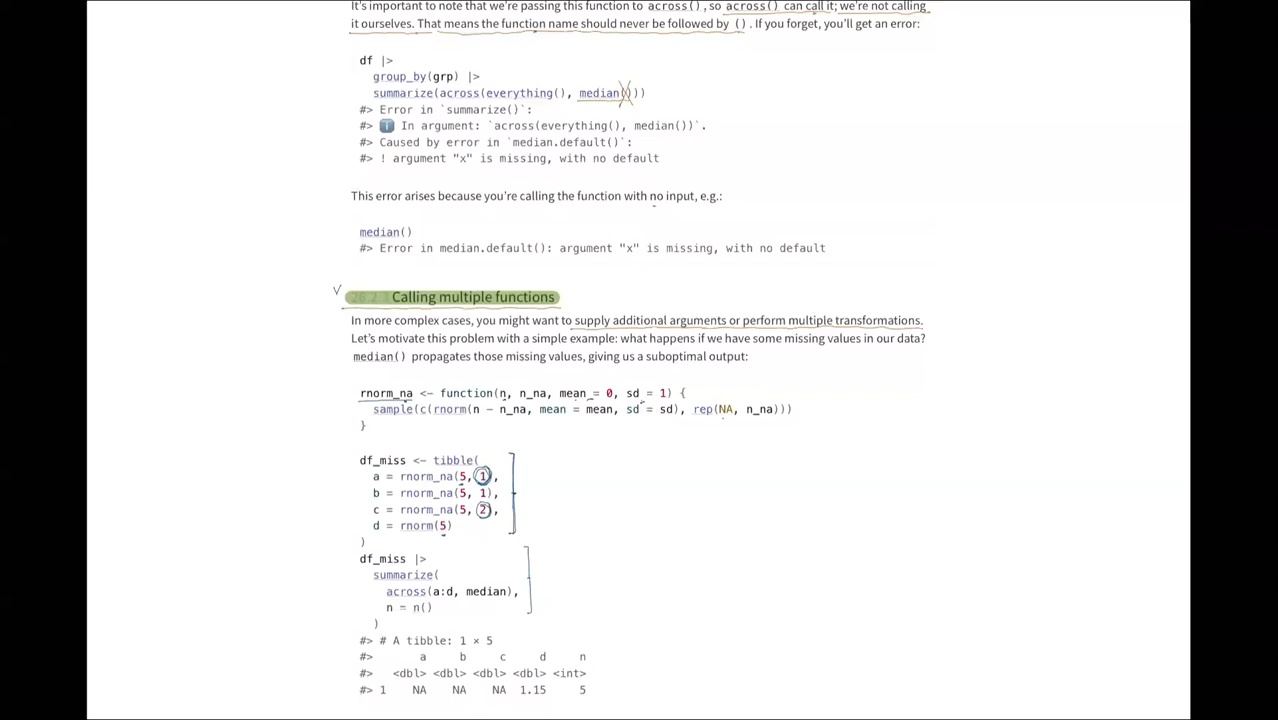 It's important to note that we're passing this function to across(), so across() can call it; we're not calling
it ourselves. That means the function name should never be followed by (). If you forget, you'll get an error:
df |>
group_by(grp) |>
summarize(across(everything(), median()))
#> Error in `summarize()`:
#> ℹ In argument: `across(everything(), median())`.
#> Caused by error in `median.default()`:
#> ! argument "x" is missing, with no default
This error arises because you're calling the function with no input, e.g.:
median()
#> Error in median.default(): argument "x" is missing, with no default
26.2.3 Calling multiple functions
In more complex cases, you might want to supply additional arguments or perform multiple transformations.
Let's motivate this problem with a simple example: what happens if we have some missing values in our data?
median() propagates those missing values, giving us a suboptimal output:
rnorm_na <- function(n, n_na, mean = 0, sd = 1) {
sample(c(rnorm(n - n_na, mean = mean, sd = sd), rep(NA, n_na)))
}
df_miss <- tibble(
a = rnorm_na(5, 1),
b = rnorm_na(5, 1),
c = rnorm_na(5, 2),
d = rnorm(5)
)
df_miss |>
summarize(
across(a:d, median),
n = n()
)
#> # A tibble: 1 × 5
#> a b c d n
#> <dbl> <dbl> <dbl> <dbl> <int>
#> 1 NA NA NA 1.15 5